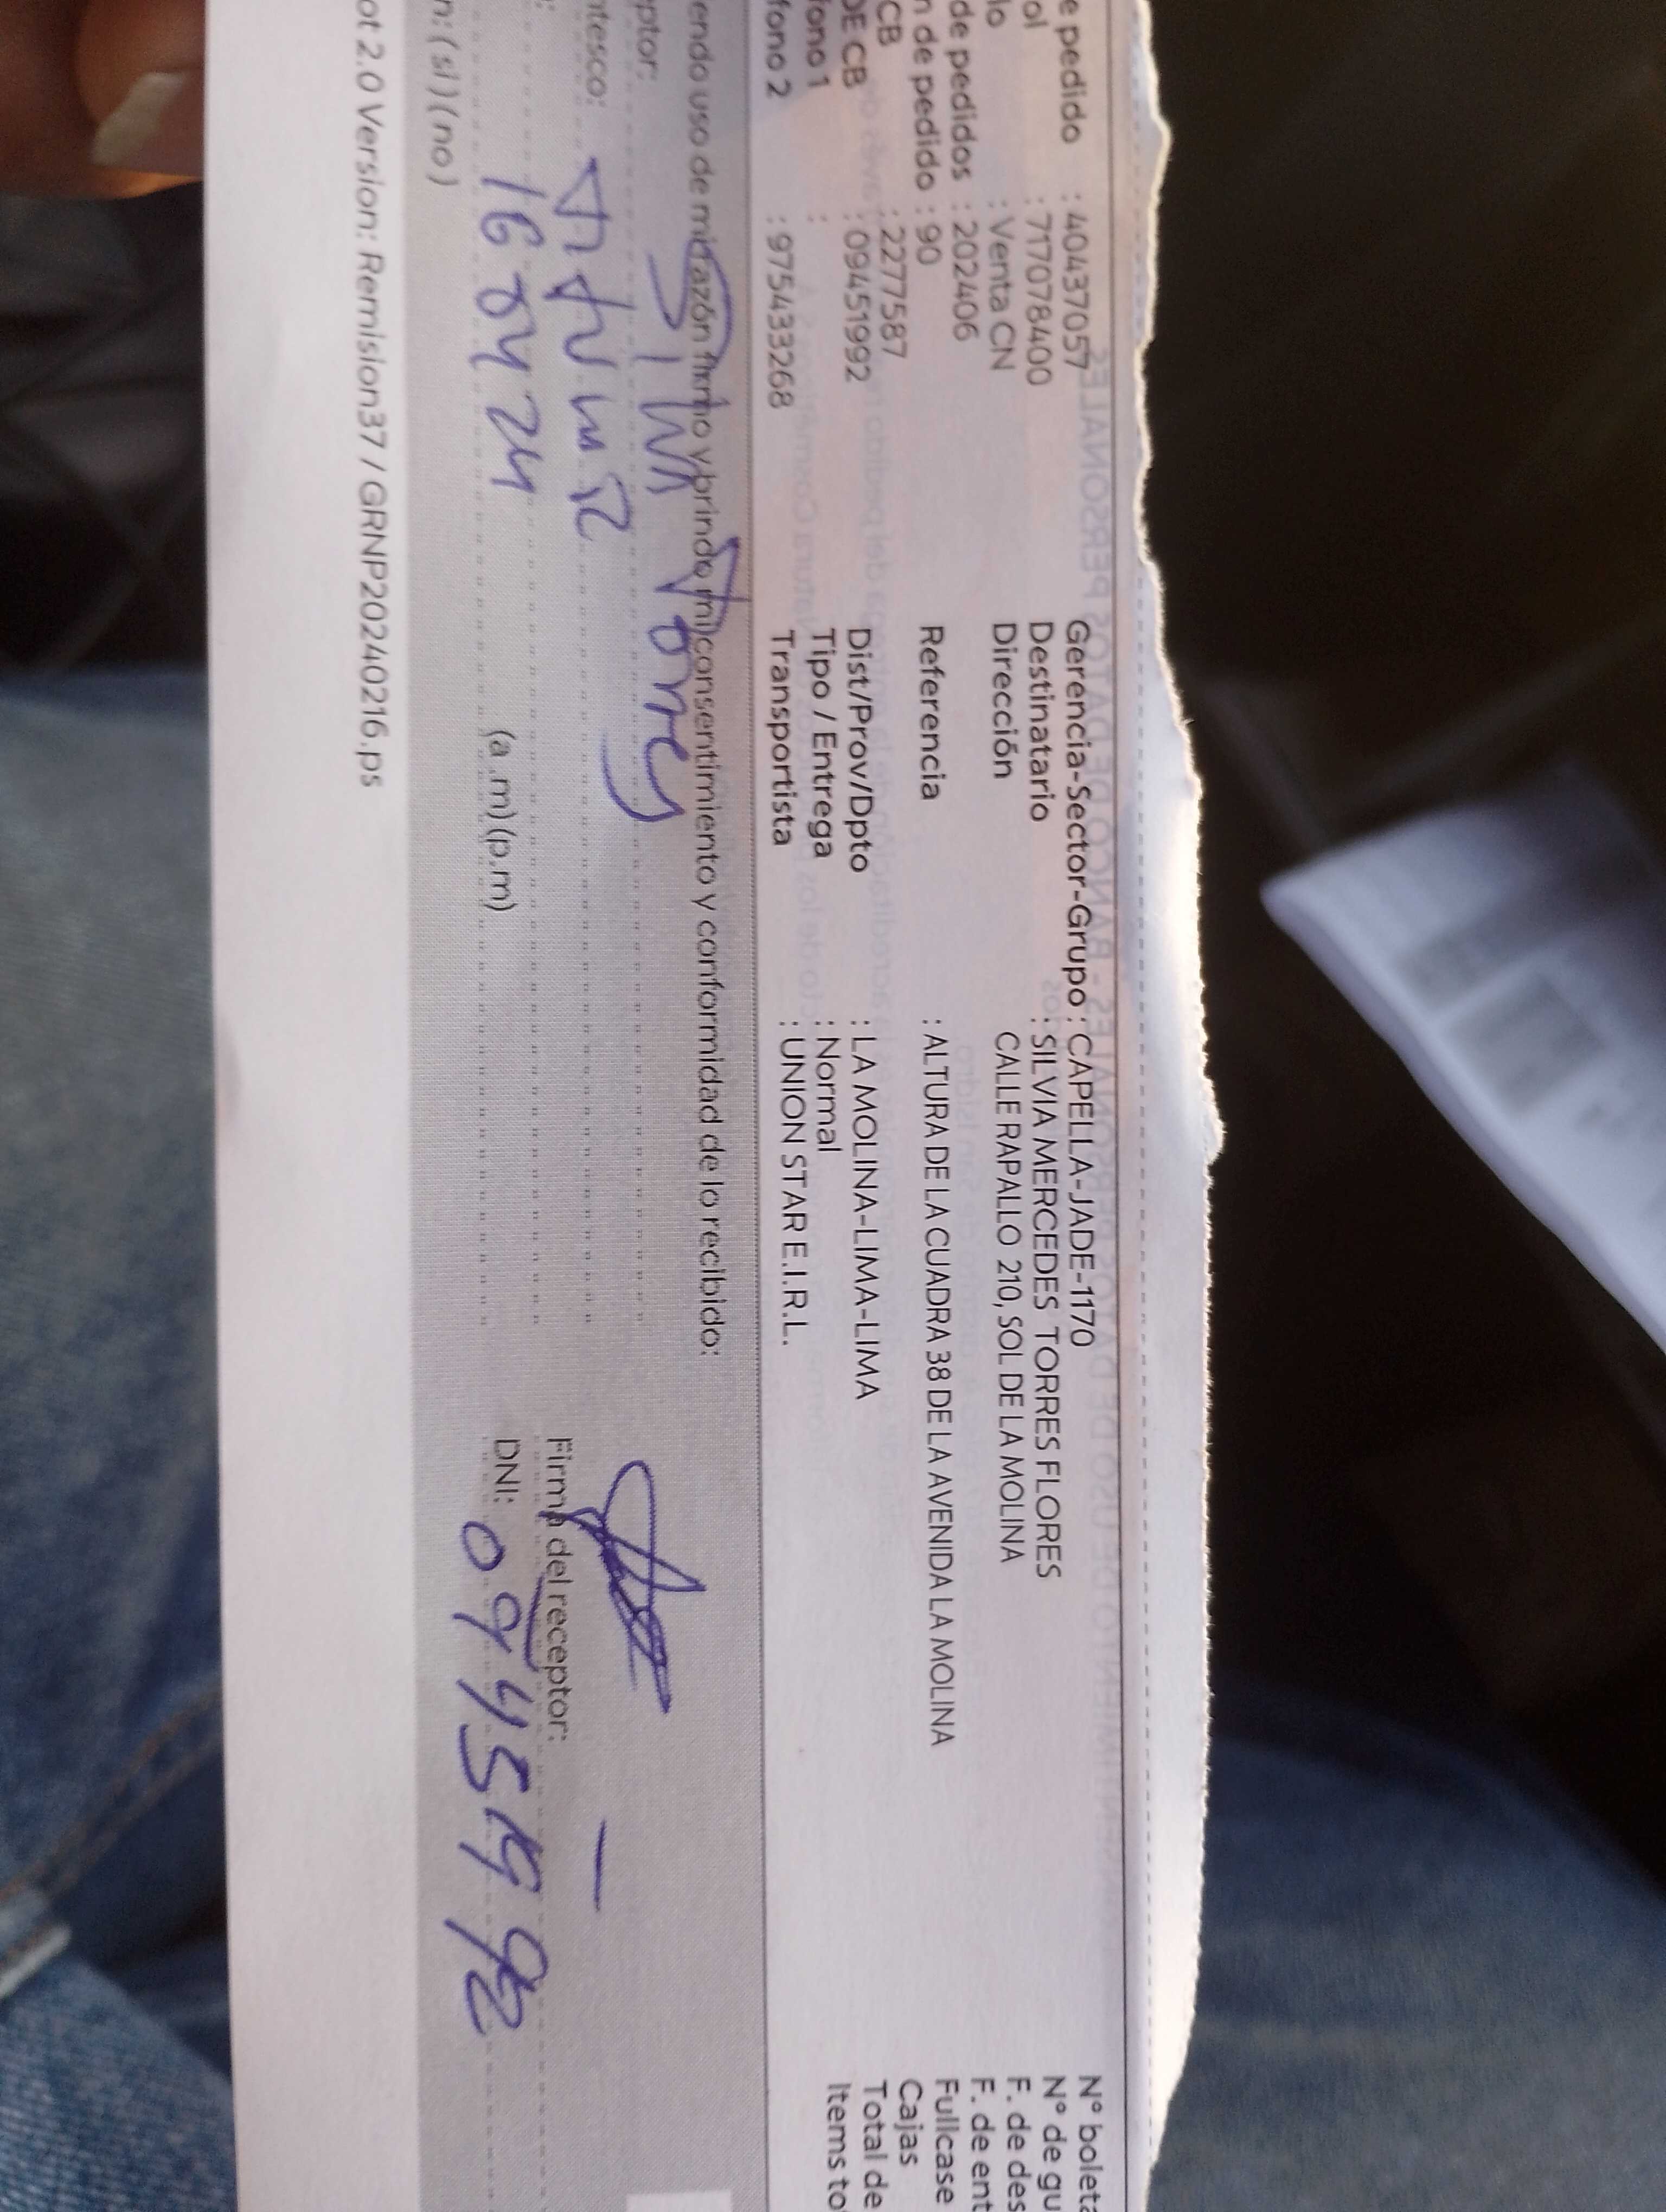 e pedido : 40437057 Gerencia-Sector-Grupo : CAPELLA-JADE-1170 N° boleta
ol : 717078400 Destinatario : SILVIA MERCEDES TORRES FLORES N° de gu
lo : Venta CN Dirección CALLE RAPALLO 210, SOL DE LA MOLINA F. de des
de pedidos : 202406 F. de ent
n de pedido : 90 Referencia : ALTURA DE LA CUADRA 38 DE LA AVENIDA LA MOLINA Fullcase
CB : 2277587 Cajas
DE CB : 09451992 Dist/Prov/Dpto : LA MOLINA-LIMA-LIMA Total de
fono 1 : Tipo / Entrega : Normal Items to
fono 2 : 975433268 Transportista : UNION STAR E.I.R.L.
endo uso de mi razón firmo y brindo mi consentimiento y conformidad de lo recibido:
ptor: Torres
ntesco:
16 04 24 Firma del receptor:
(a.m)(p.m) DNI: 09451992
n: (si) (no)
ot 2.0 Version: Remision37 / GRNP20240216.ps